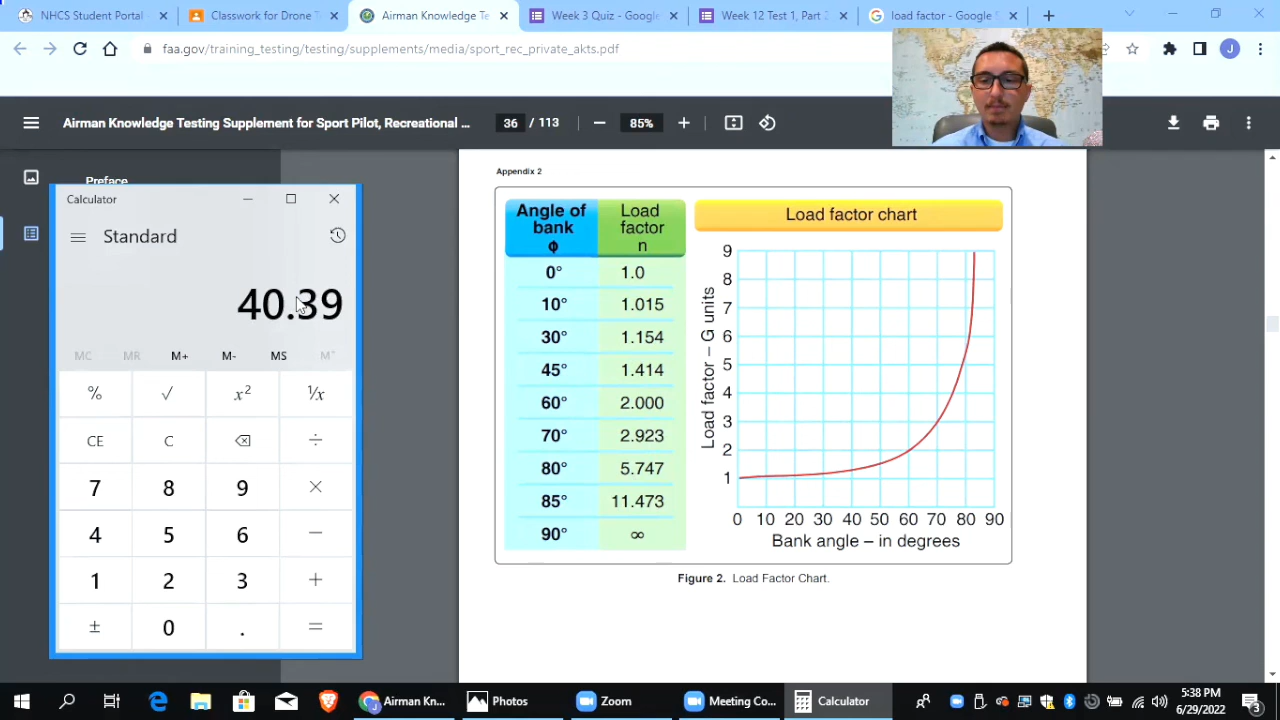 NHCS Student Portal
Classwork for Drone T
Airman Knowledge Te
Week 3 Quiz - Google
Week 12 Test 1, Part 2
load factor - Google
faa.gov/training_testing/testing/supplements/media/sport_rec_private_akts.pdf
J
Airman Knowledge Testing Supplement for Sport Pilot, Recreational ...
36 / 113
85%
Preface
Calculator
Standard
40.39
MC MR M+ M- MS
% √ x² ¹/x
CE C ÷
7 8 9 ×
4 5 6 −
1 2 3 +
± 0 . =
Appendix 2
Angle of bank ϕ
Load factor n
0° 1.0
10° 1.015
30° 1.154
45° 1.414
60° 2.000
70° 2.923
80° 5.747
85° 11.473
90° ∞
Load factor chart
Load factor – G units
9
8
7
6
5
4
3
2
1
0 10 20 30 40 50 60 70 80 90
Bank angle – in degrees
Figure 2. Load Factor Chart.
Airman Kn...
Photos
Zoom
Meeting Co...
Calculator
5:38 PM
6/29/2022
3